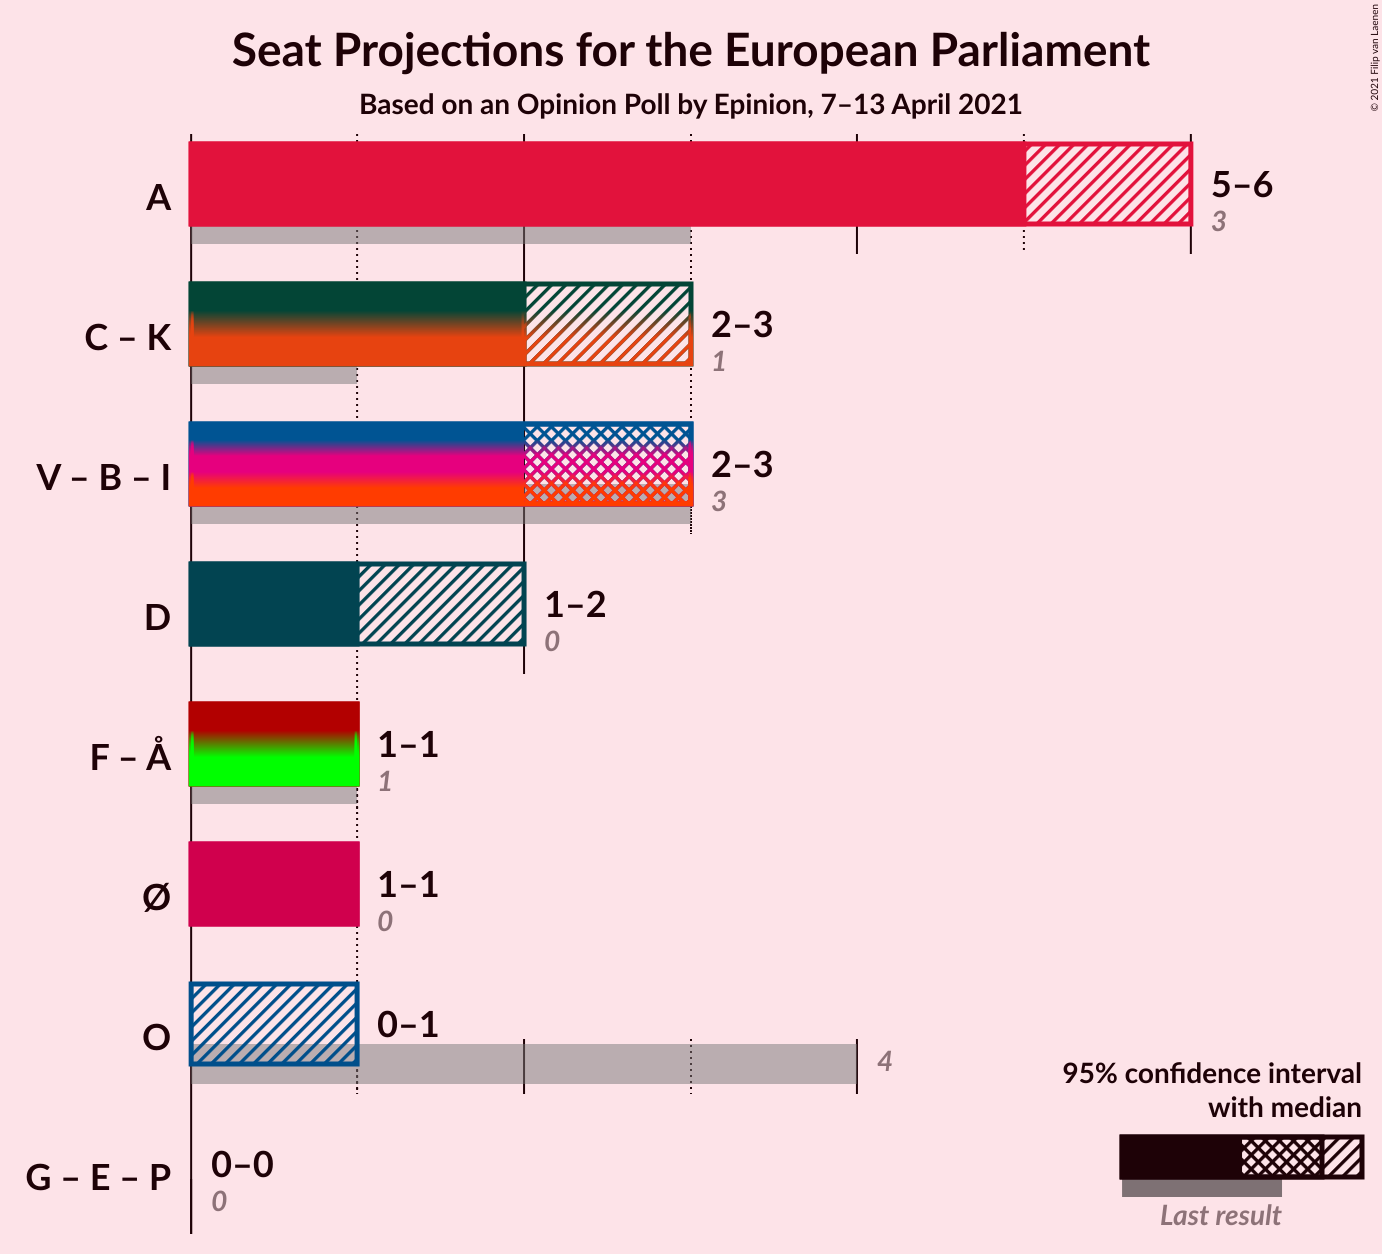 Seat Projections for the European Parliament
Based on an Opinion Poll by Epinion, 7–13 April 2021
© 2021 Filip van Laenen
A
5–6
3
C – K
2–3
1
V – B – I
2–3
3
D
1–2
0
F – Å
1–1
1
Ø
1–1
0
O
0–1
4
G – E – P
0–0
0
95% confidence interval
with median
Last result